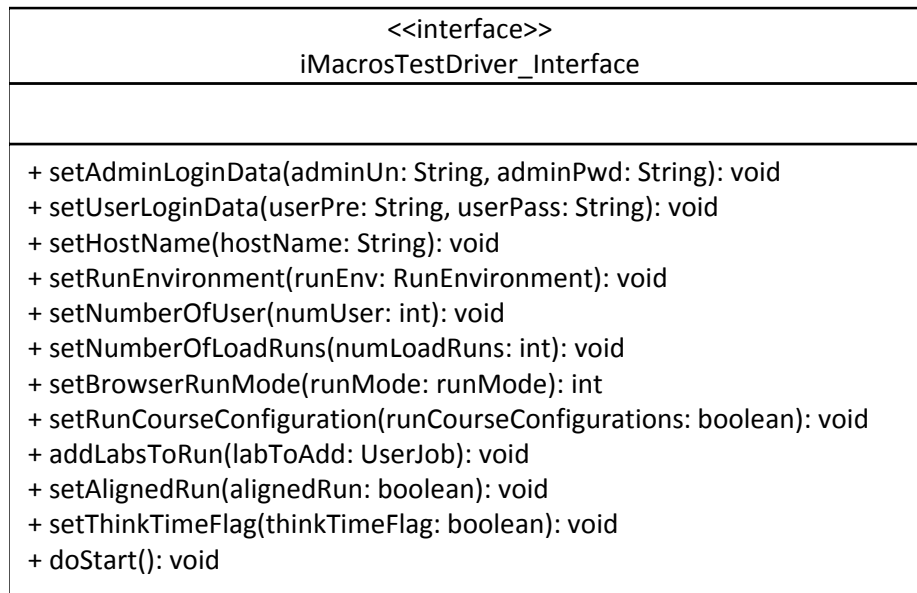 <<interface>>
iMacrosTestDriver_Interface
+ setAdminLoginData(adminUn: String, adminPwd: String): void
+ setUserLoginData(userPre: String, userPass: String): void
+ setHostName(hostName: String): void
+ setRunEnvironment(runEnv: RunEnvironment): void
+ setNumberOfUser(numUser: int): void
+ setNumberOfLoadRuns(numLoadRuns: int): void
+ setBrowserRunMode(runMode: runMode): int
+ setRunCourseConfiguration(runCourseConfigurations: boolean): void
+ addLabsToRun(labToAdd: UserJob): void
+ setAlignedRun(alignedRun: boolean): void
+ setThinkTimeFlag(thinkTimeFlag: boolean): void
+ doStart(): void